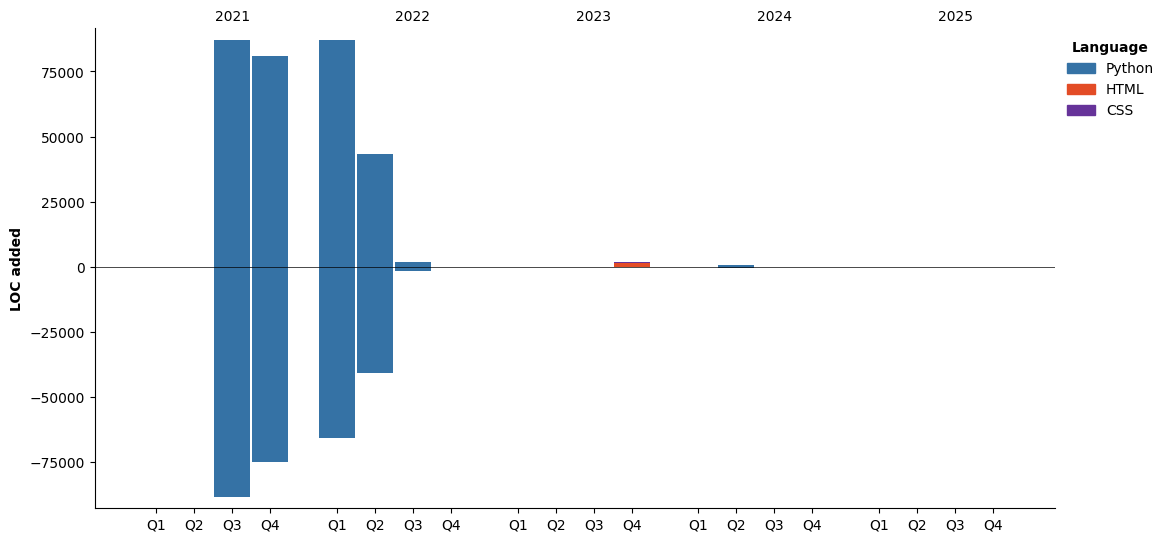 2021 2022 2023 2024 2025
Language
Python
HTML
CSS
LOC added
75000
50000
25000
0
−25000
−50000
−75000
Q1 Q2 Q3 Q4 Q1 Q2 Q3 Q4 Q1 Q2 Q3 Q4 Q1 Q2 Q3 Q4 Q1 Q2 Q3 Q4